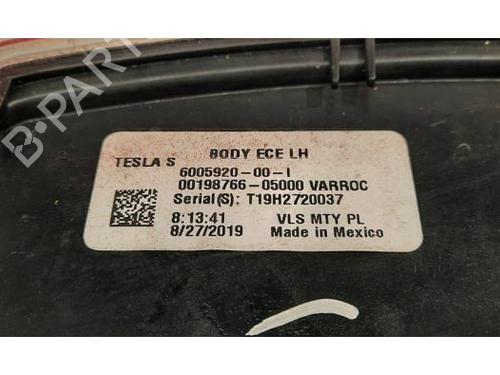 BODY ECE LH
TESLA S
6005920-00-I
00198766-05000 VARROC
Serial(S): T19H2720037
8:13:41 VLS MTY PL
8/27/2019 Made in Mexico
B-PARTS